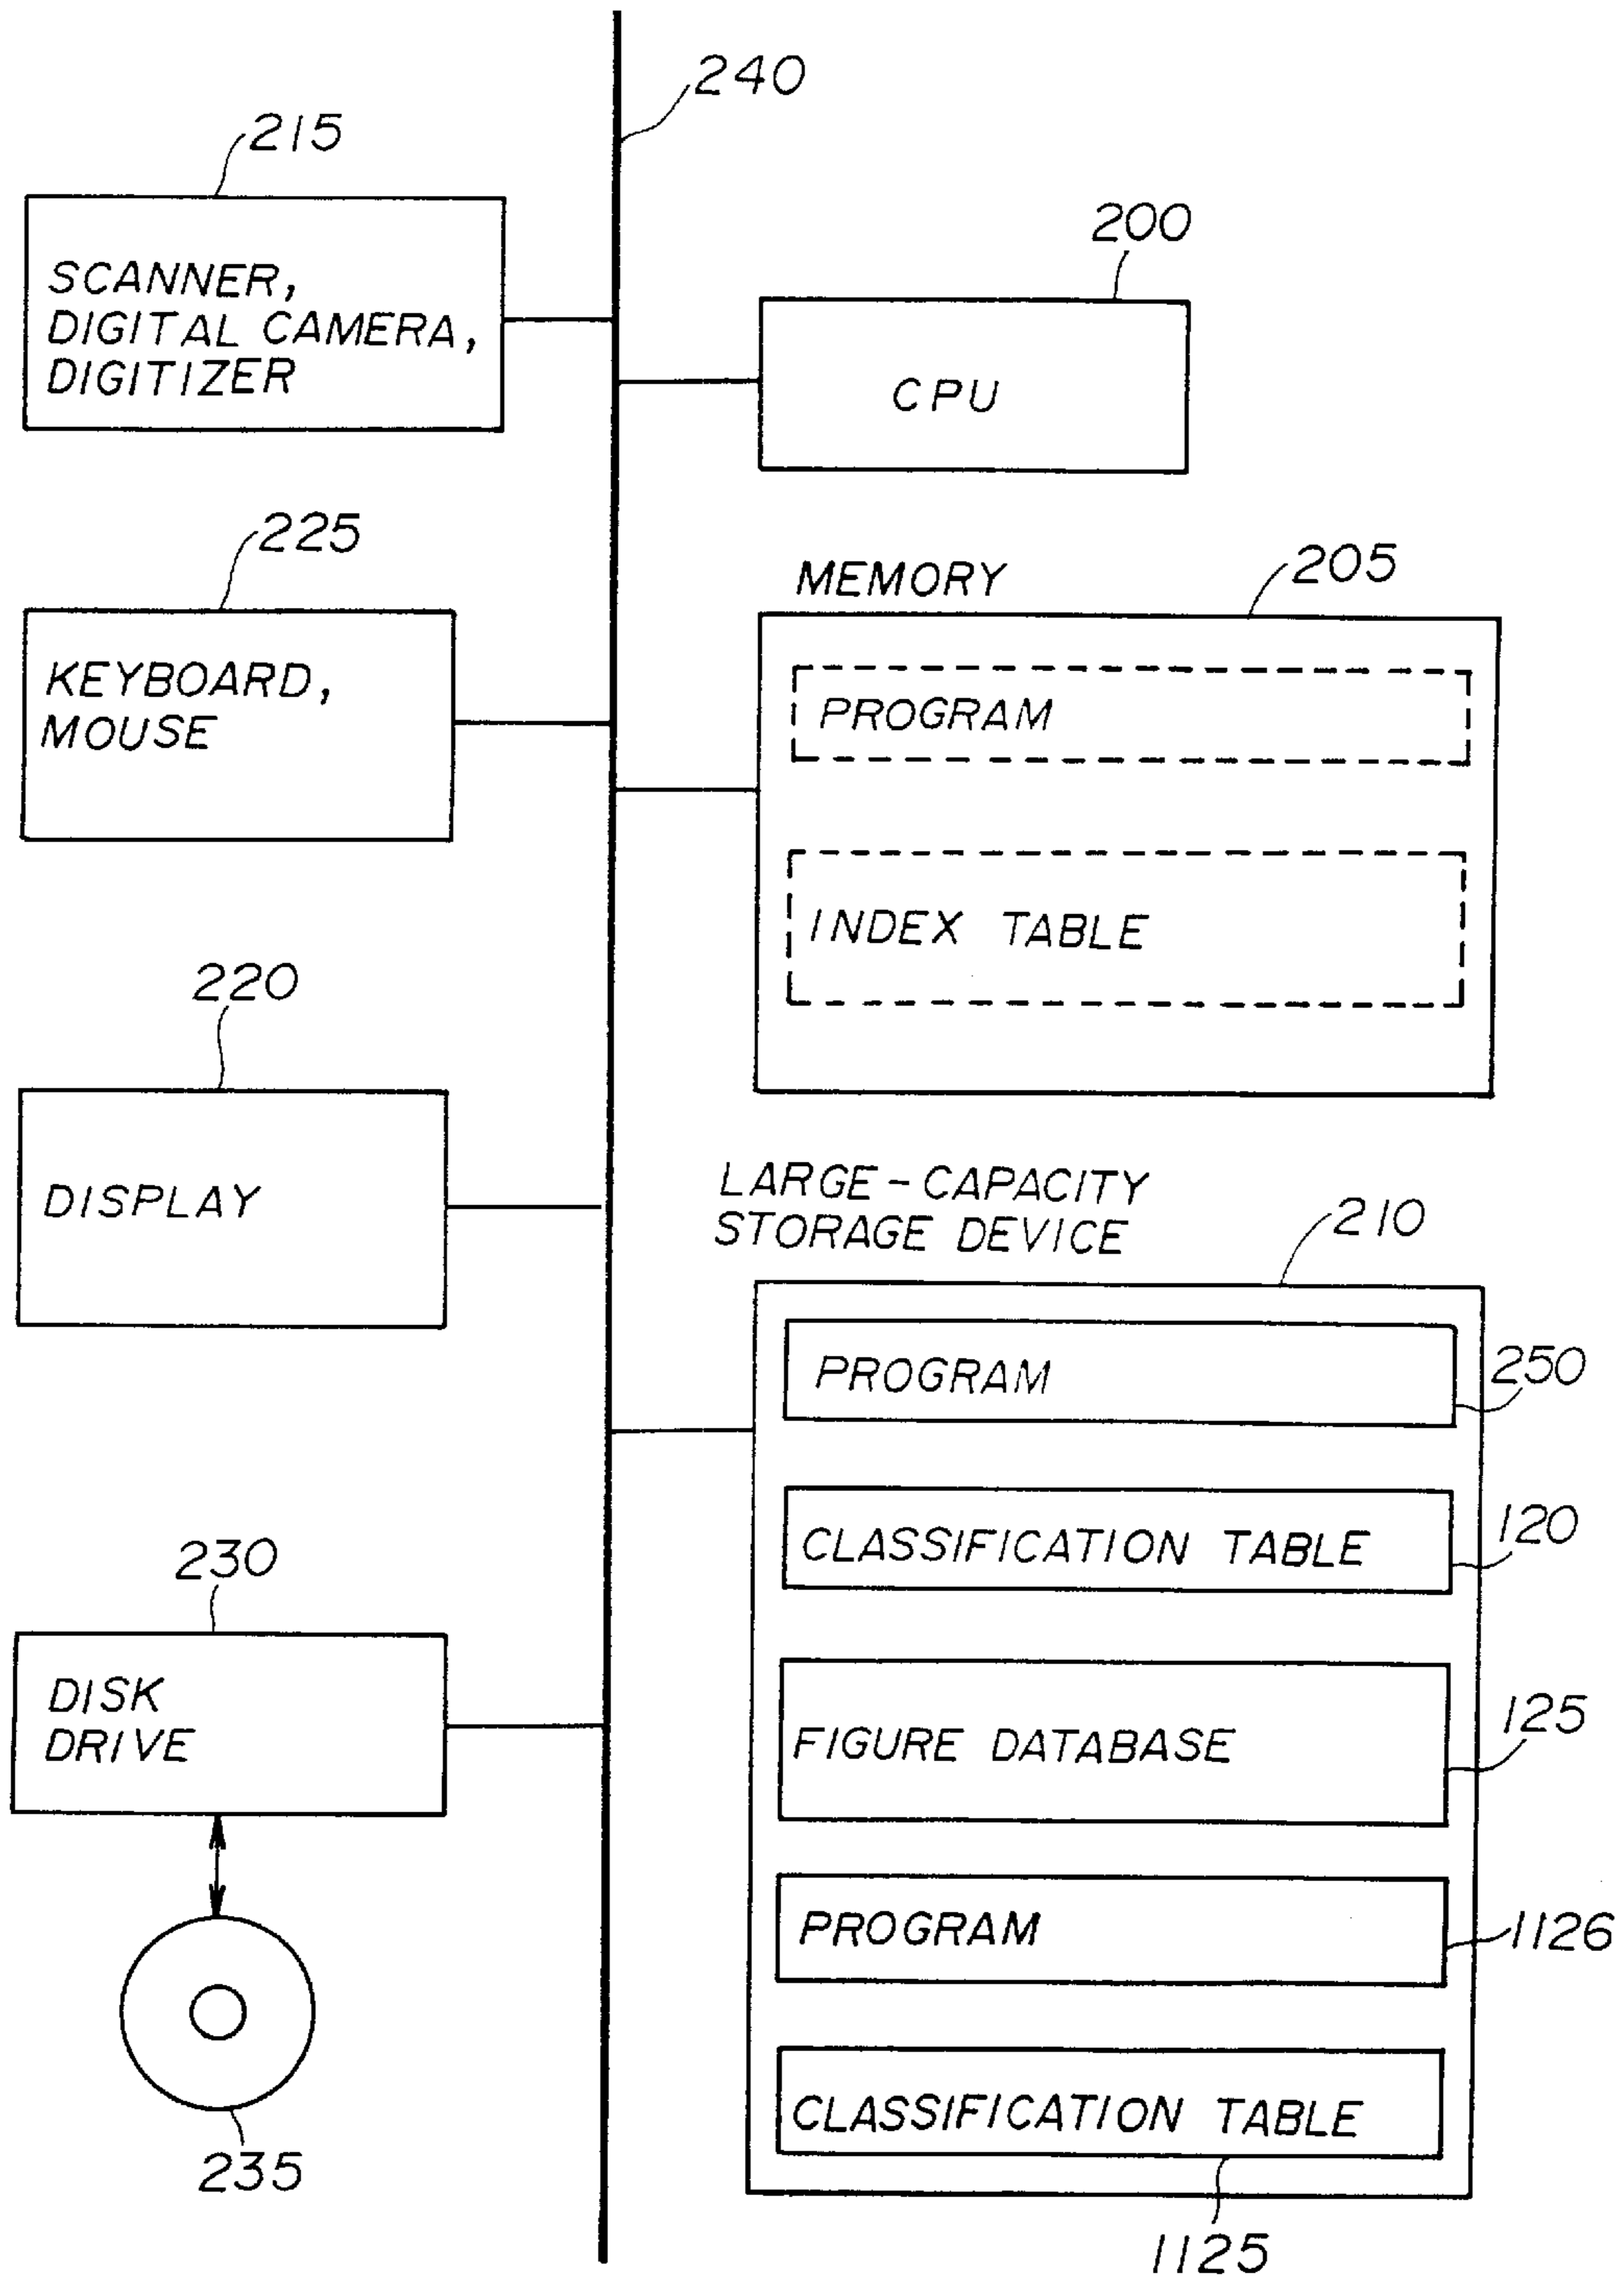 240
215
SCANNER,
DIGITAL CAMERA,
DIGITIZER
200
CPU
225
KEYBOARD,
MOUSE
MEMORY
205
PROGRAM
INDEX TABLE
220
DISPLAY
LARGE-CAPACITY
STORAGE DEVICE
210
PROGRAM
250
CLASSIFICATION TABLE
120
230
DISK
DRIVE
FIGURE DATABASE
125
PROGRAM
1126
CLASSIFICATION TABLE
235
1125